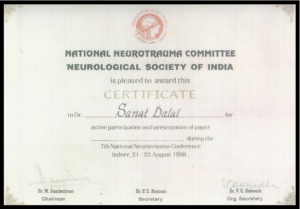 NATIONAL NEUROTRAUMA COMMITTEE
NEUROLOGICAL SOCIETY OF INDIA
is pleased to award this
CERTIFICATE
to Dr. Sanat Dalal for
active participation and presentation of paper
during the
7th National Neurotrauma Conference
Indore, 21 - 23 August 1998.
Chairman
Secretary
Org. Secretary